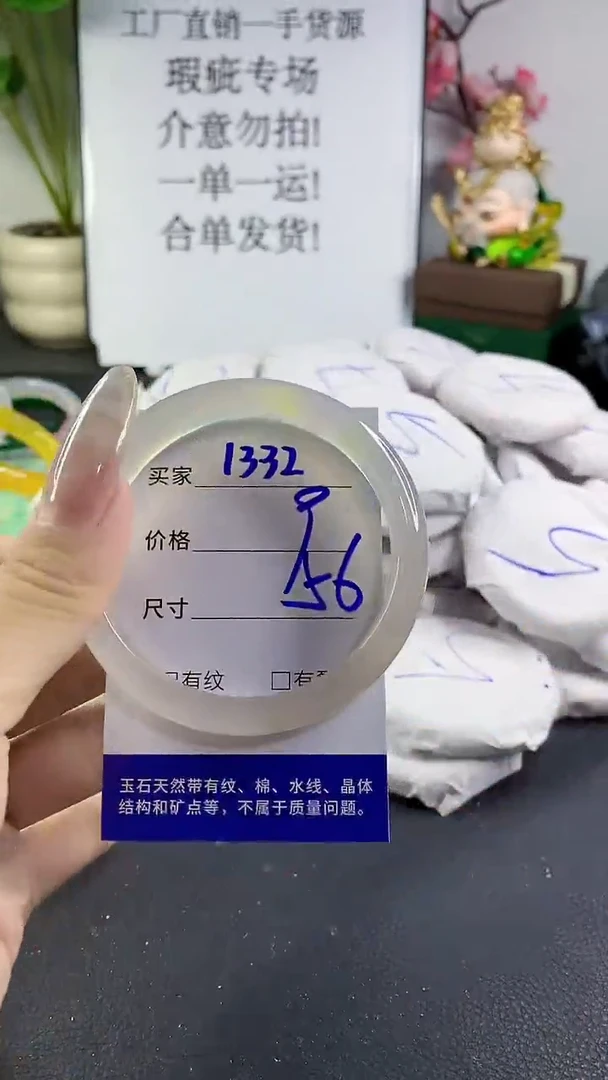 工厂直销一手货源
瑕疵专场
介意勿拍!
一单一运!
合单发货!
买家 1332
价格
尺寸 56
□有纹 □有
玉石天然带有纹、棉、水线、晶体
结构和矿点等，不属于质量问题。